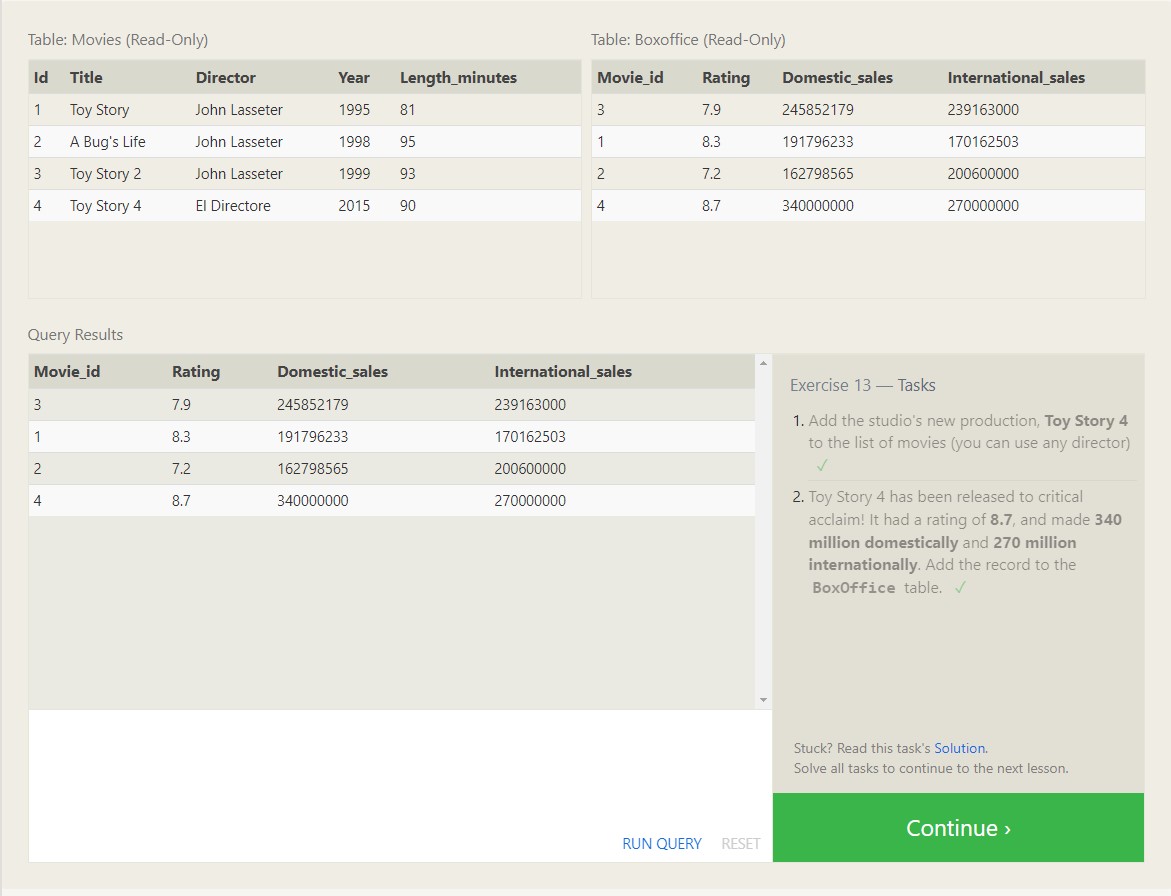 Table: Movies (Read-Only)
Id Title Director Year Length_minutes
1 Toy Story John Lasseter 1995 81
2 A Bug's Life John Lasseter 1998 95
3 Toy Story 2 John Lasseter 1999 93
4 Toy Story 4 El Directore 2015 90
Table: Boxoffice (Read-Only)
Movie_id Rating Domestic_sales International_sales
3 7.9 245852179 239163000
1 8.3 191796233 170162503
2 7.2 162798565 200600000
4 8.7 340000000 270000000
Query Results
Movie_id Rating Domestic_sales International_sales
3 7.9 245852179 239163000
1 8.3 191796233 170162503
2 7.2 162798565 200600000
4 8.7 340000000 270000000
RUN QUERY RESET
Exercise 13 — Tasks
1. Add the studio's new production, Toy Story 4
to the list of movies (you can use any director)
✓
2. Toy Story 4 has been released to critical
acclaim! It had a rating of 8.7, and made 340
million domestically and 270 million
internationally. Add the record to the
BoxOffice table. ✓
Stuck? Read this task's Solution.
Solve all tasks to continue to the next lesson.
Continue ›